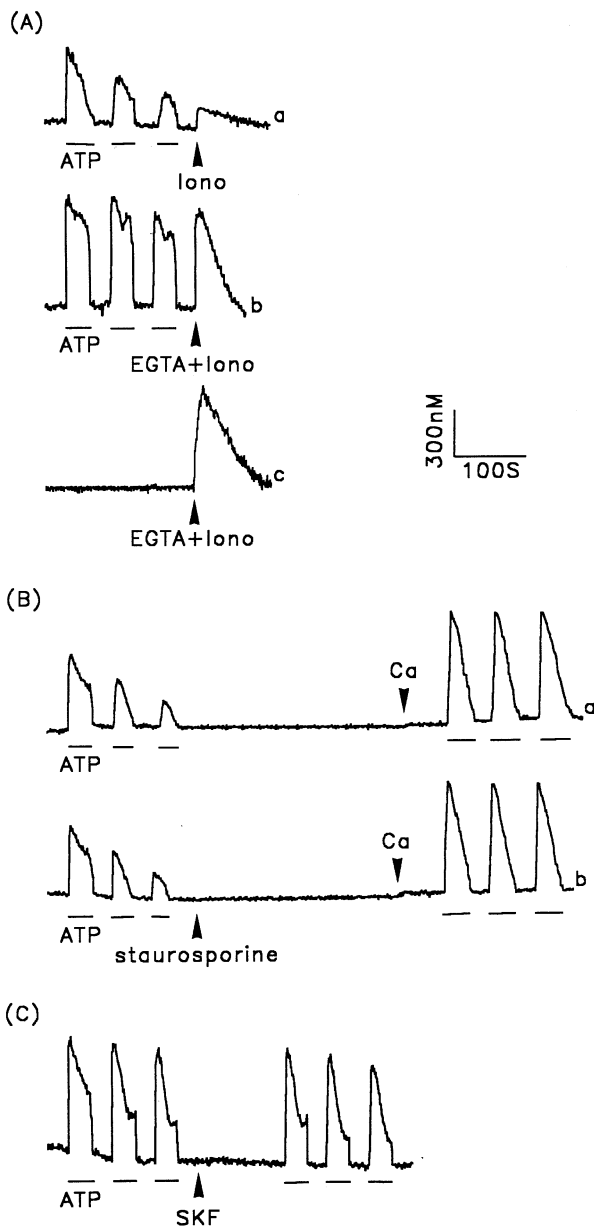 (A)
a
ATP
Iono
b
ATP
EGTA+Iono
c
EGTA+Iono
300nM
100S
(B)
Ca
a
ATP
Ca
b
ATP
staurosporine
(C)
ATP
SKF